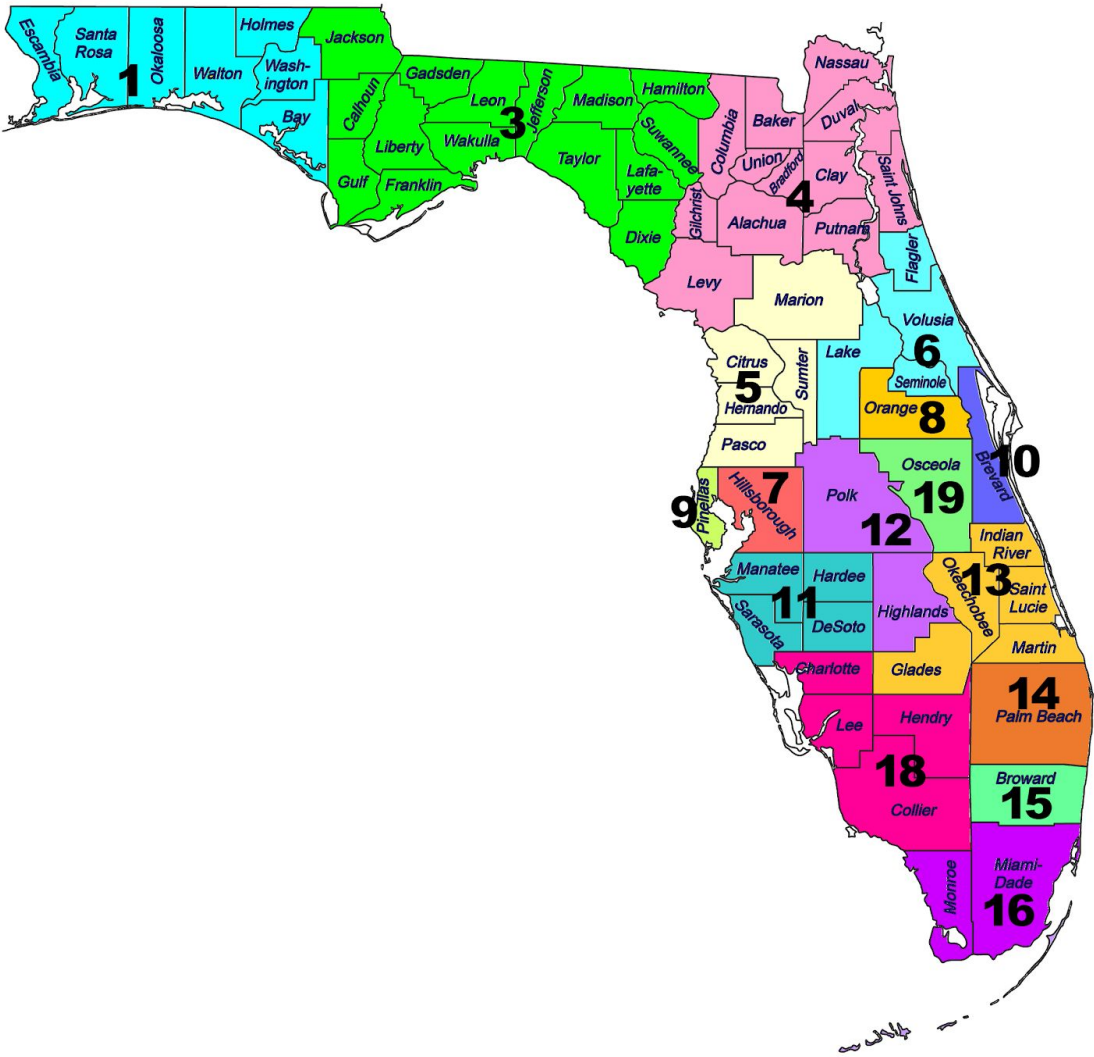 Escambia
Santa
Rosa
Okaloosa
1
Walton
Holmes
Wash-
ington
Bay
Jackson
Calhoun
Gulf
Gadsden
Liberty
Franklin
Leon
Wakulla
3
Jefferson
Madison
Taylor
Hamilton
Suwannee
Lafa-
yette
Dixie
Nassau
Duval
Baker
Columbia
Union
Bradford
4
Clay
Saint Johns
Gilchrist
Alachua
Putnam
Levy
Flagler
Marion
Volusia
Citrus
5
Hernando
Sumter
Lake
6
Seminole
Orange
8
Pasco
9
Pinellas
7
Hillsborough
Polk
12
Osceola
19
10
Brevard
Indian
River
Manatee
Hardee
11
Sarasota
DeSoto
Highlands
Okeechobee
13
Saint
Lucie
Martin
Charlotte
Glades
14
Palm Beach
Lee
Hendry
18
Collier
Broward
15
Monroe
Miami-
Dade
16